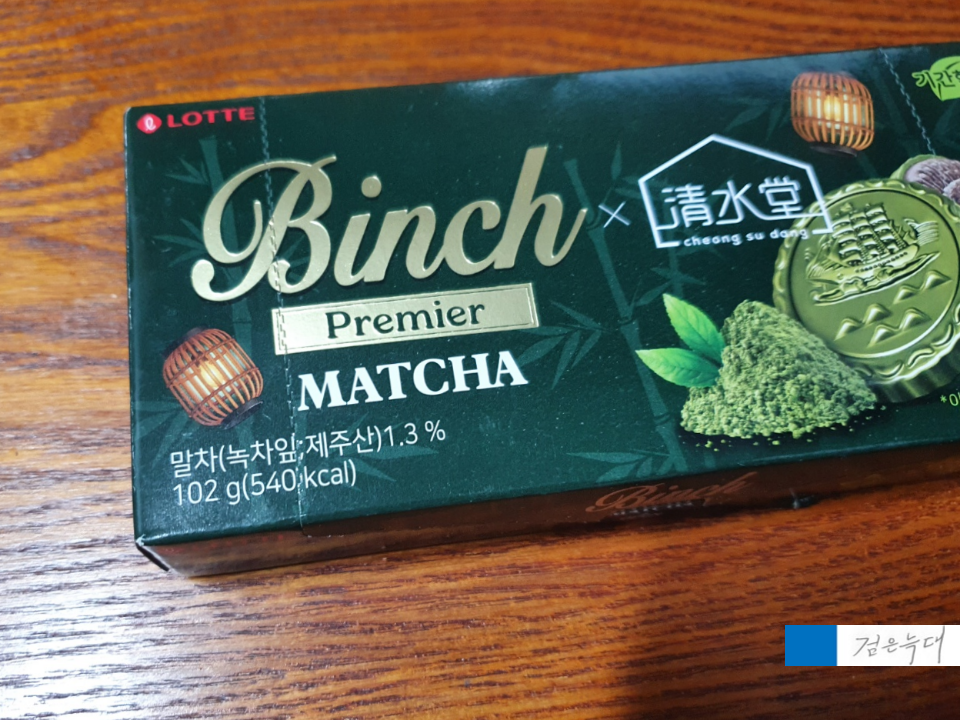 LOTTE
Binch
Premier
MATCHA
말차(녹차잎;제주산)1.3 %
102 g(540 kcal)
×
清水堂
cheong su dang
Binch
검은늑대